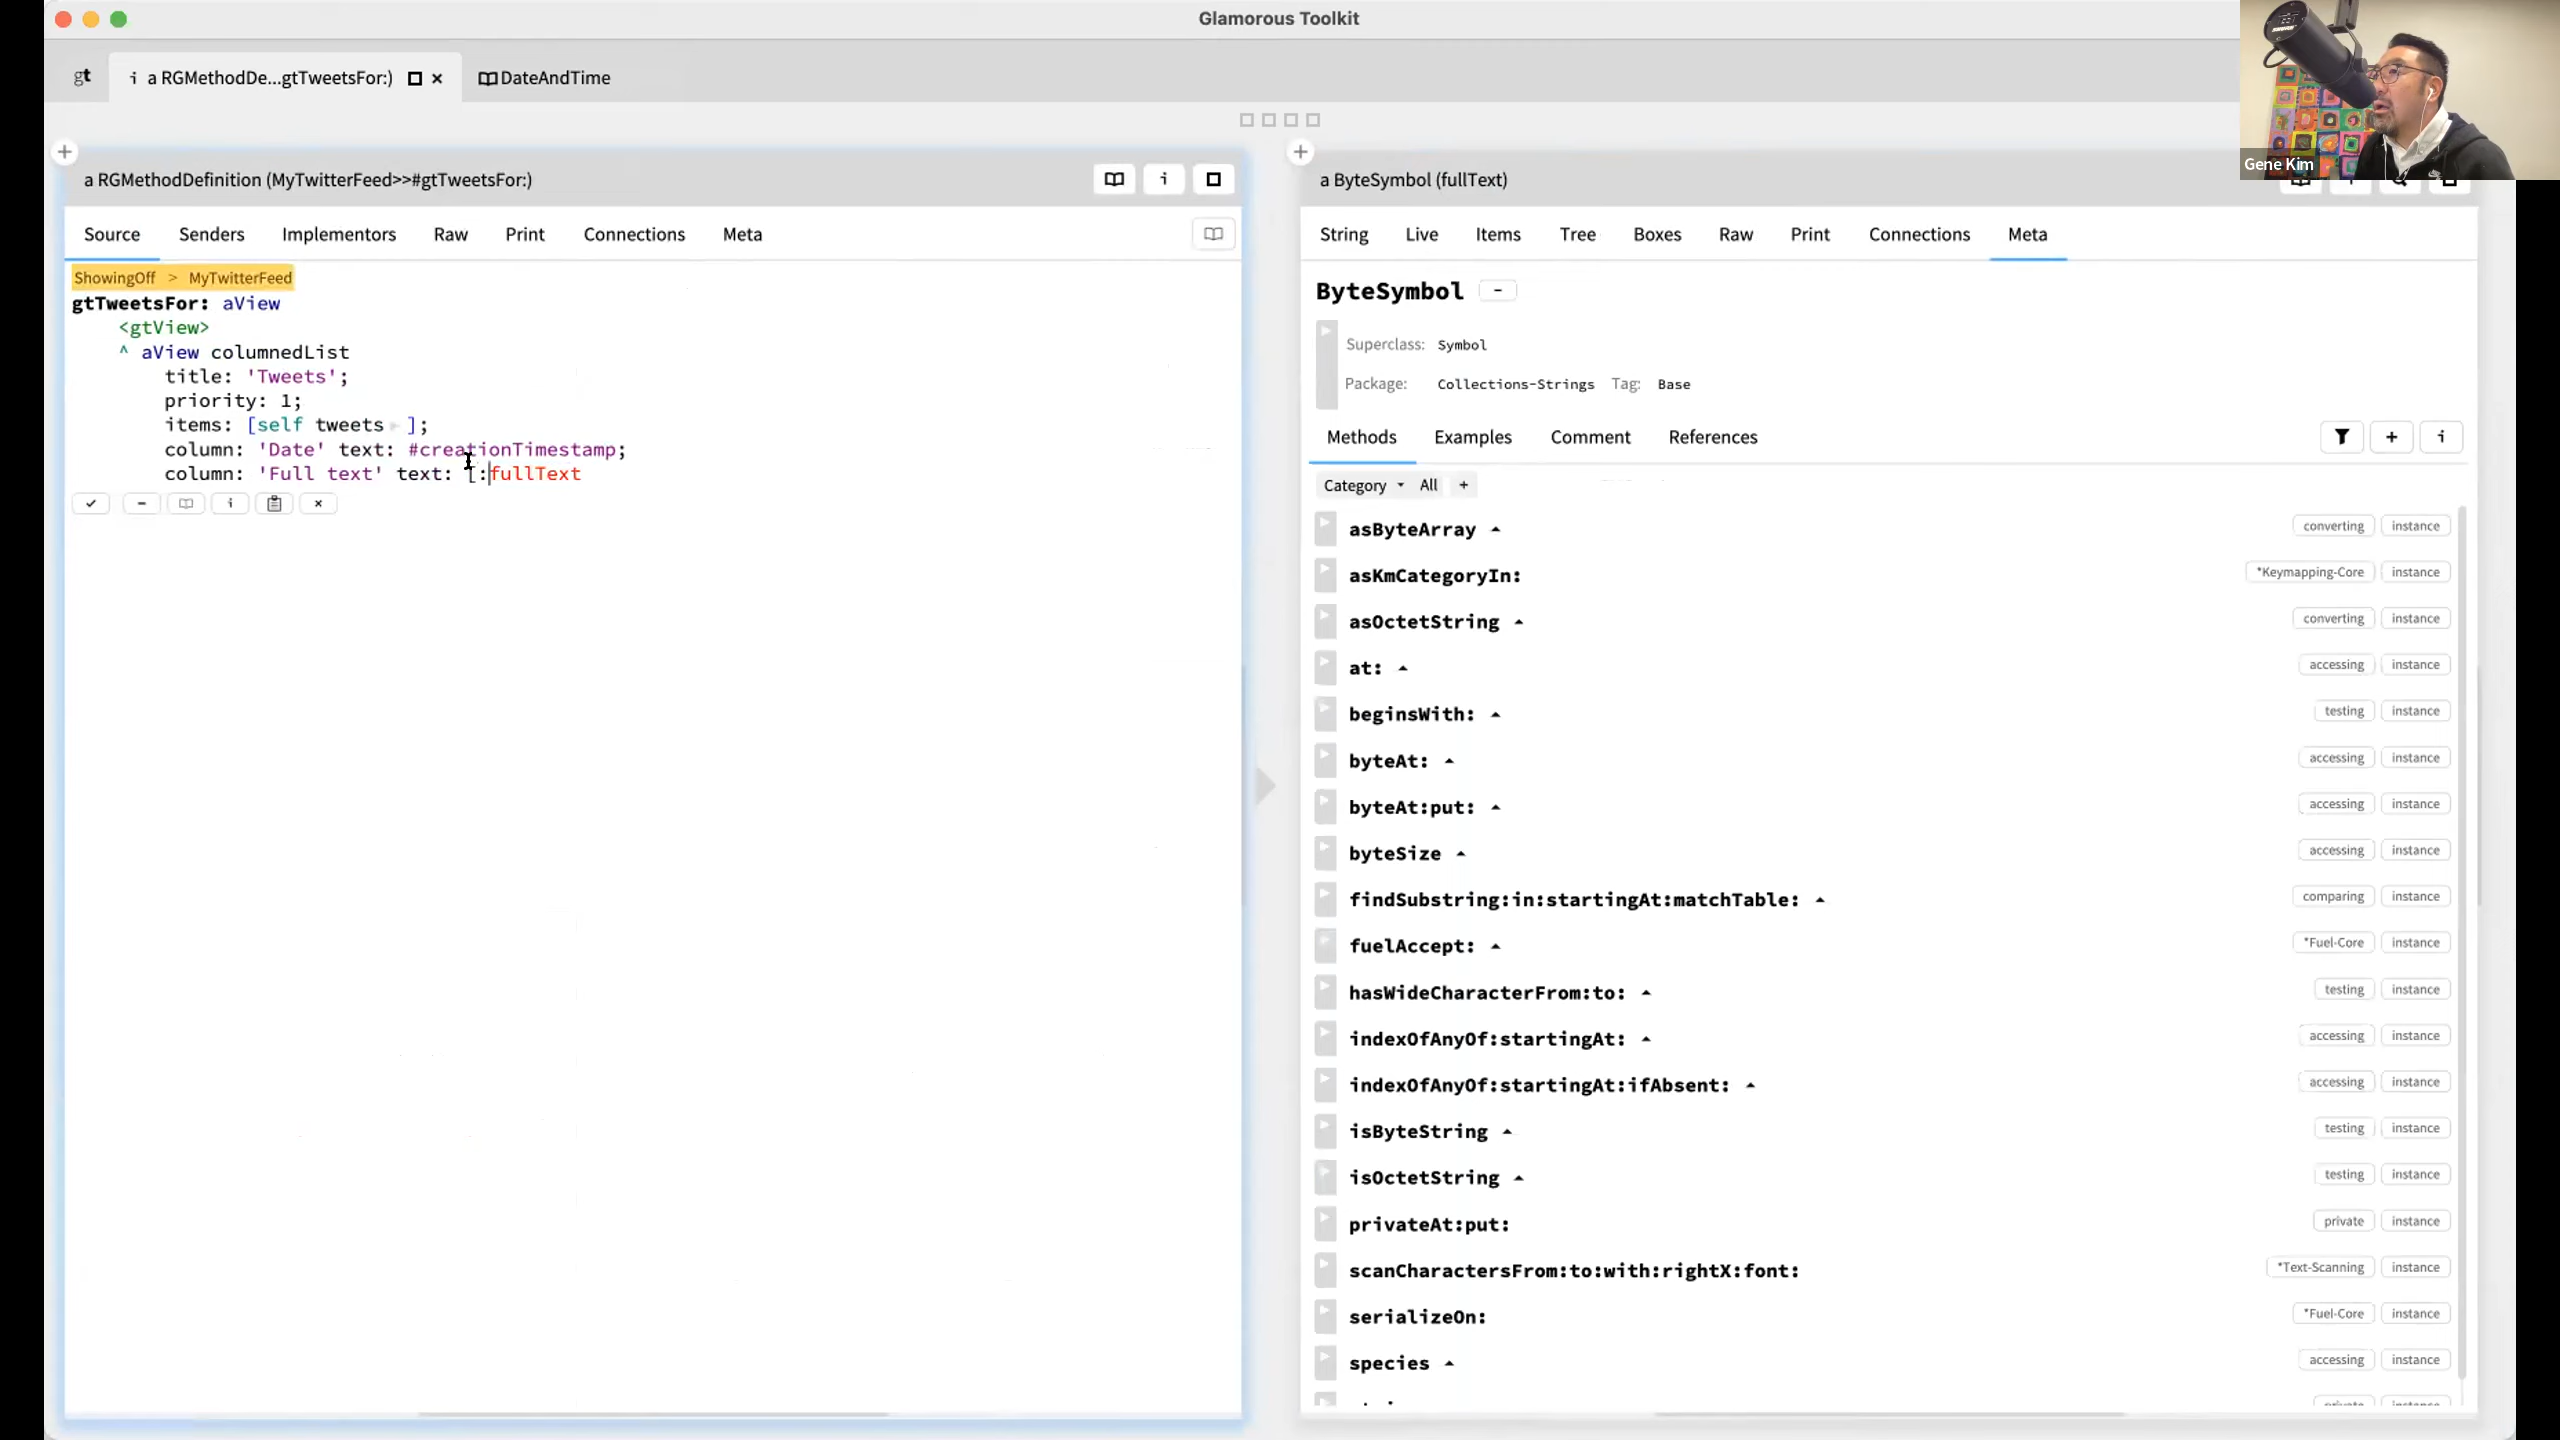 Glamorous Toolkit
gt
i a RGMethodDe...gtTweetsFor:)
DateAndTime
Gene Kim
a RGMethodDefinition (MyTwitterFeed>>#gtTweetsFor:)
Source Senders Implementors Raw Print Connections Meta
ShowingOff > MyTwitterFeed
gtTweetsFor: aView
<gtView>
^ aView columnedList
title: 'Tweets';
priority: 1;
items: [self tweets ];
column: 'Date' text: #creationTimestamp;
column: 'Full text' text: [:fullText
a ByteSymbol (fullText)
String Live Items Tree Boxes Raw Print Connections Meta
ByteSymbol
Superclass: Symbol
Package: Collections-Strings Tag: Base
Methods Examples Comment References
Category All +
asByteArray converting instance
asKmCategoryIn: *Keymapping-Core instance
asOctetString converting instance
at: accessing instance
beginsWith: testing instance
byteAt: accessing instance
byteAt:put: accessing instance
byteSize accessing instance
findSubstring:in:startingAt:matchTable: comparing instance
fuelAccept: *Fuel-Core instance
hasWideCharacterFrom:to: testing instance
indexOfAnyOf:startingAt: accessing instance
indexOfAnyOf:startingAt:ifAbsent: accessing instance
isByteString testing instance
isOctetString testing instance
privateAt:put: private instance
scanCharactersFrom:to:with:rightX:font: *Text-Scanning instance
serializeOn: *Fuel-Core instance
species accessing instance